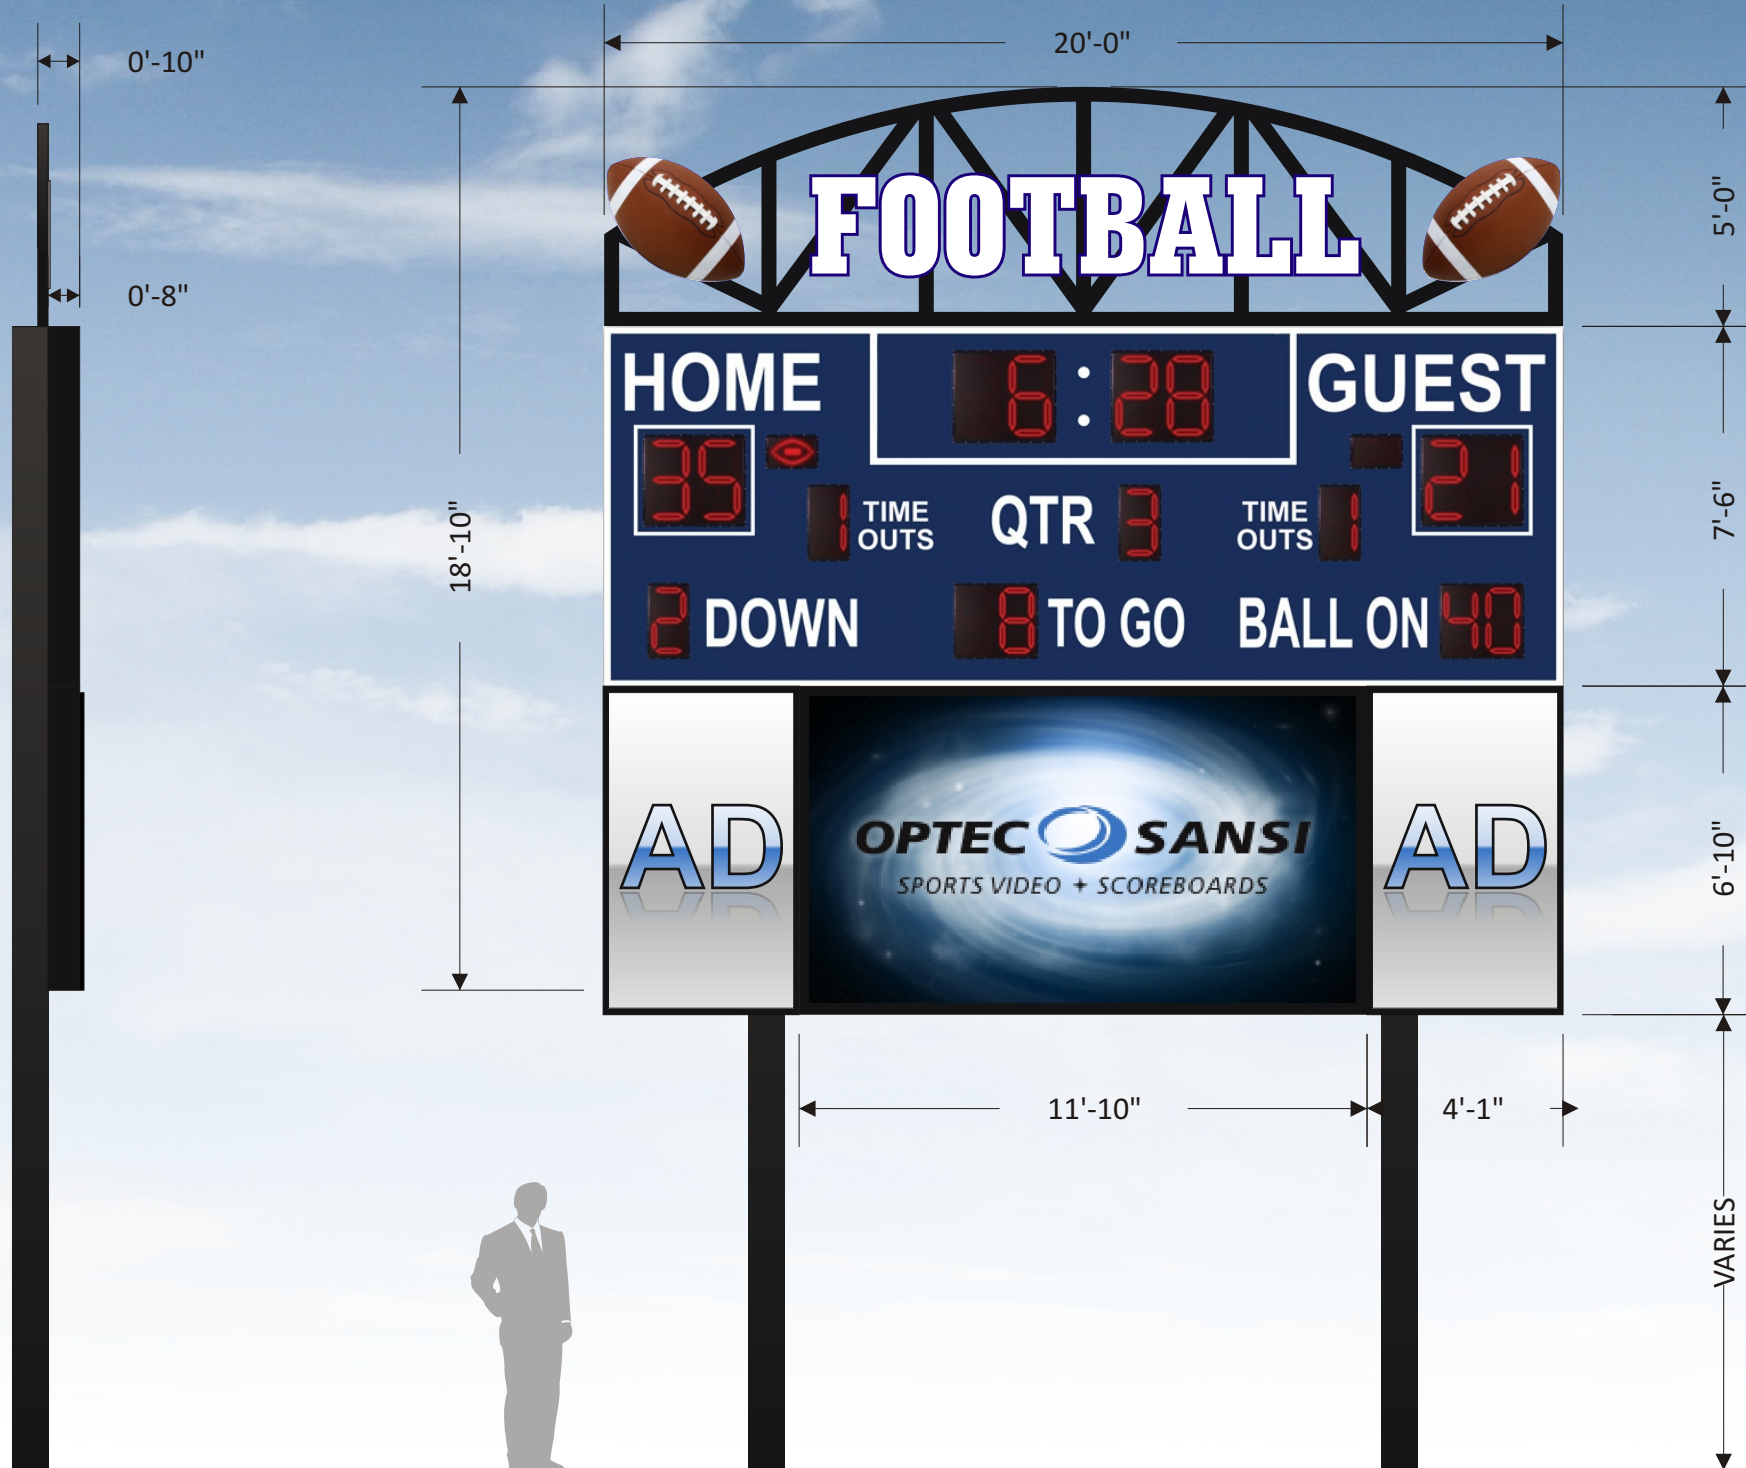 0'-10"
20'-0"
5'-0"
FOOTBALL
0'-8"
HOME
6:28
GUEST
35
21
18'-10"
7'-6"
1 TIME OUTS
QTR 3
TIME OUTS 1
2 DOWN
8 TO GO
BALL ON 40
AD
OPTEC SANSI
SPORTS VIDEO + SCOREBOARDS
AD
6'-10"
11'-10"
4'-1"
VARIES